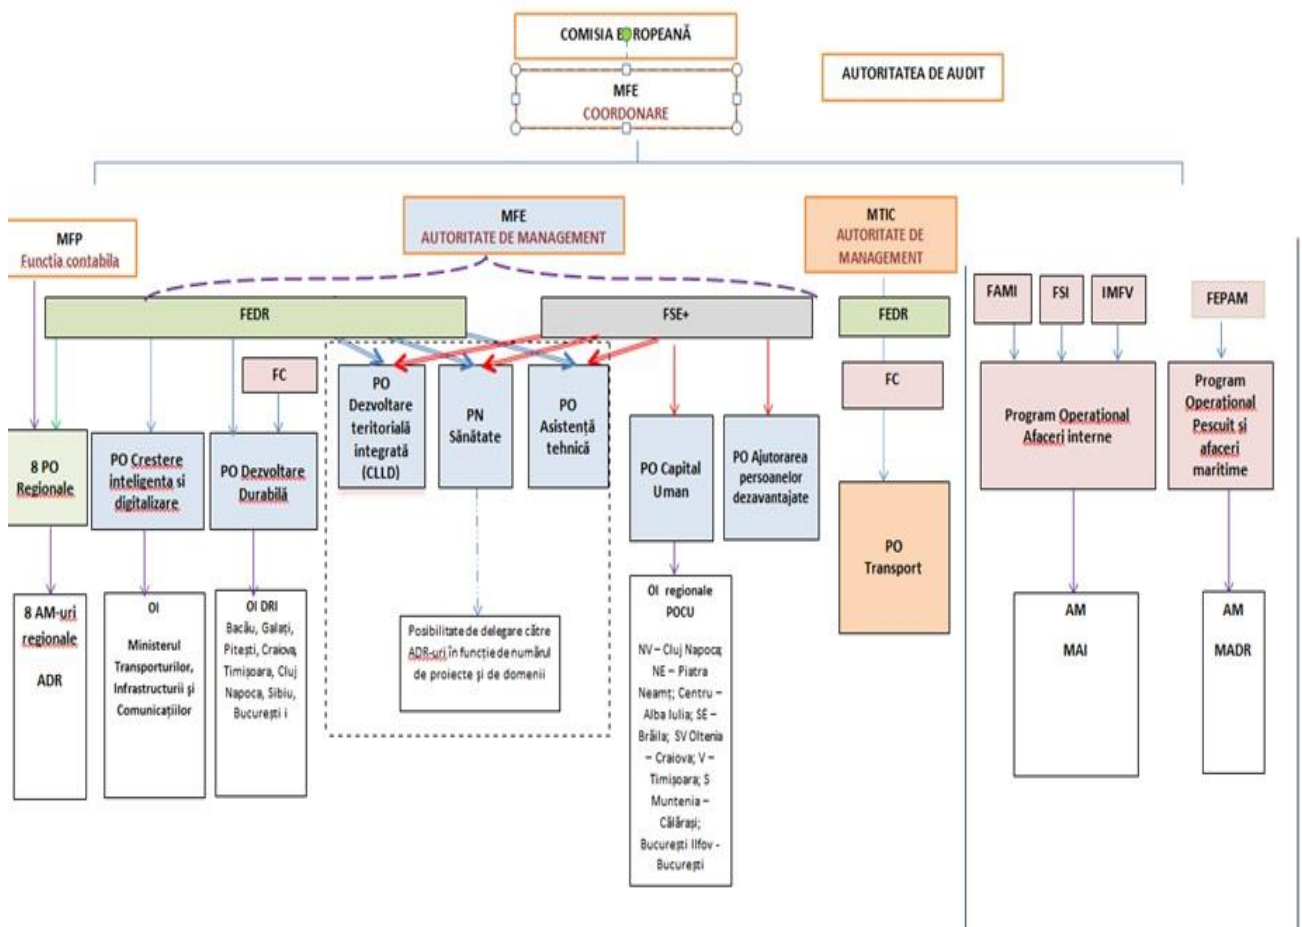 COMISIA EUROPEANĂ
MFE
COORDONARE
AUTORITATEA DE AUDIT
MFP
Functia contabila
MFE
AUTORITATE DE MANAGEMENT
MTIC
AUTORITATE DE
MANAGEMENT
FEDR
FSE+
FEDR
FAMI
FSI
IMFV
FEPAM
FC
FC
8 PO
Regionale
PO Crestere
inteligenta si
digitalizare
PO Dezvoltare
Durabilă
PO
Dezvoltare
teritorială
integrată
(CLLD)
PN
Sănătate
PO
Asistență
tehnică
PO Capital
Uman
PO Ajutorarea
persoanelor
dezavantajate
PO
Transport
Program Operațional
Afaceri interne
Program
Operațional
Pescuit și
afaceri
maritime
8 AM-uri
regionale
ADR
OI
Ministerul
Transporturilor,
Infrastructurii și
Comunicațiilor
OI DRI
Bacău, Galați,
Pitești, Craiova,
Timișoara, Cluj
Napoca, Sibiu,
București i
Posibilitate de delegare către
ADR-uri în funcție de numărul
de proiecte și de domenii
OI regionale
POCU
NV – Cluj Napoca;
NE – Piatra
Neamț; Centru –
Alba Iulia; SE –
Brăila; SV Oltenia
– Craiova; V –
Timișoara; S
Muntenia –
Călărași;
București Ilfov -
București
AM
MAI
AM
MADR